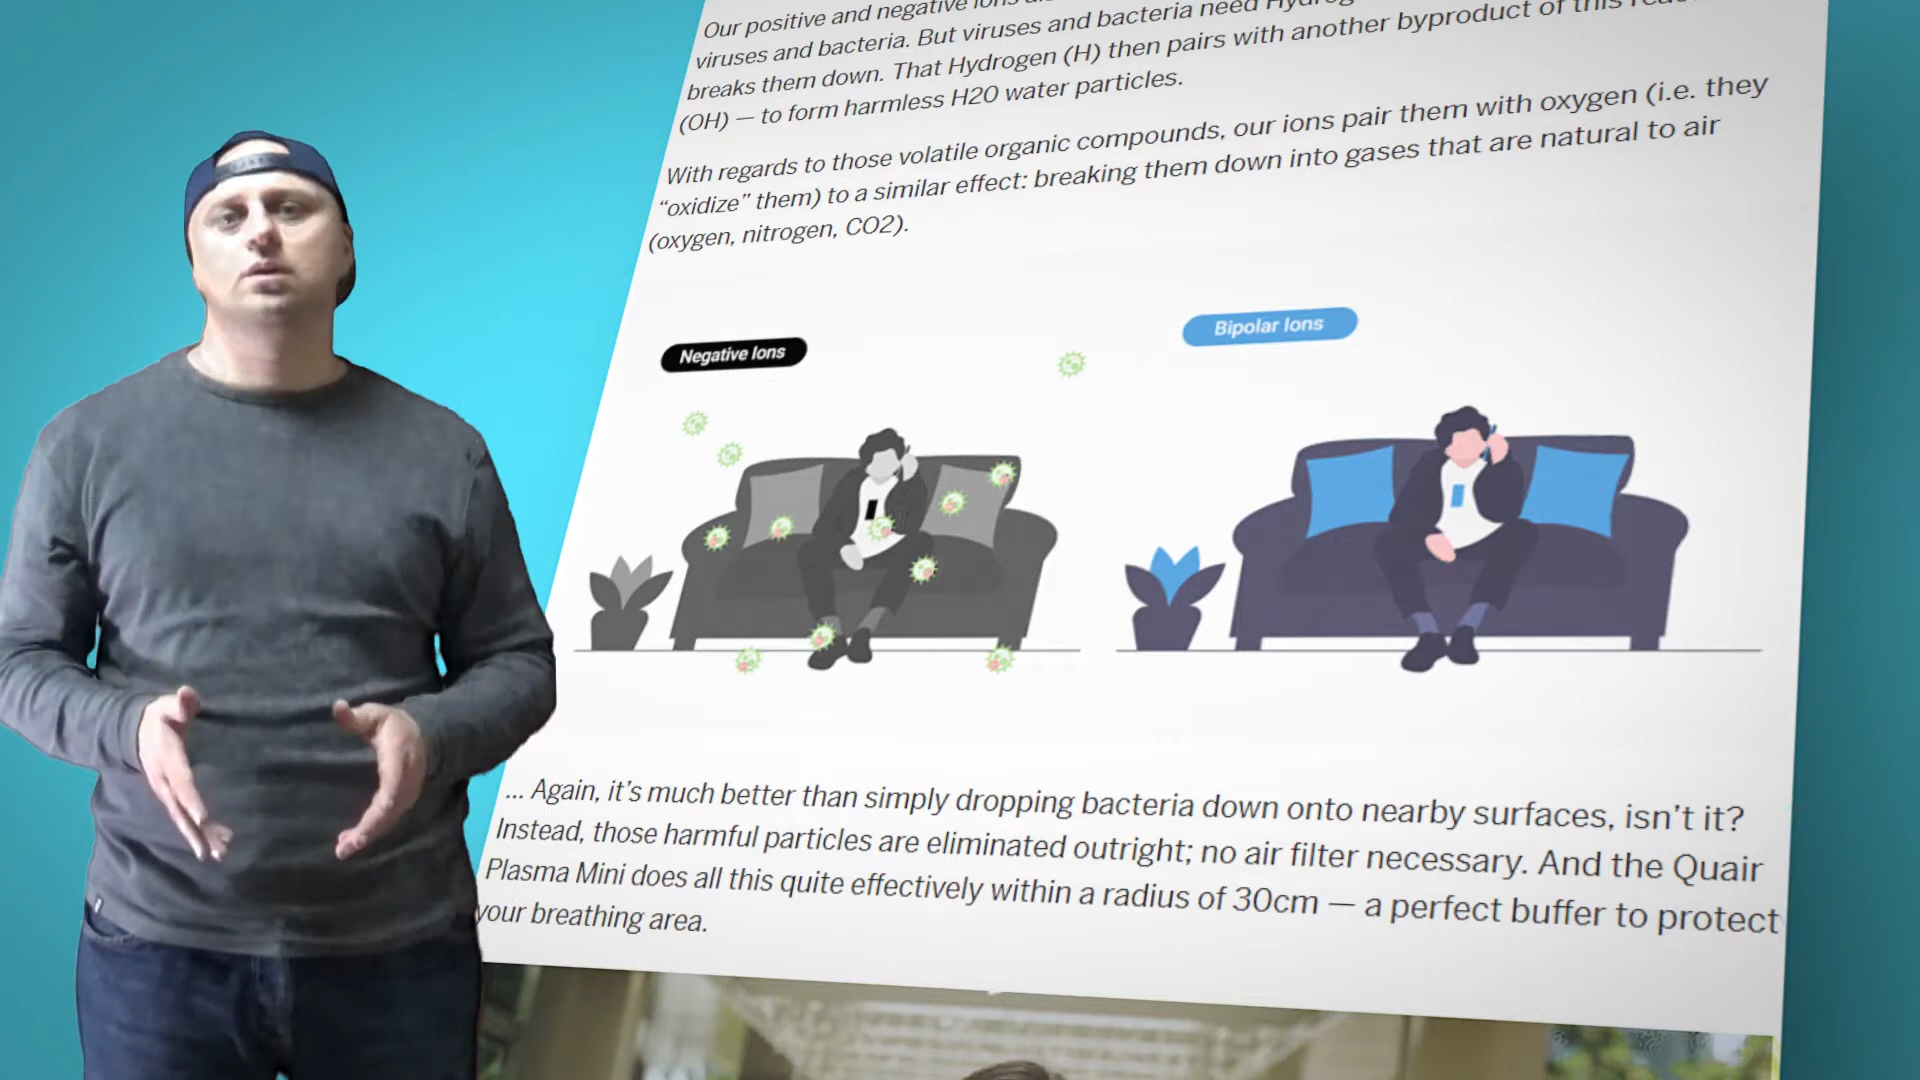 Our positive and negative ions
viruses and bacteria. But viruses and bacteria need
breaks them down. That Hydrogen (H) then pairs with another byproduct of this
(OH) — to form harmless H2O water particles.
With regards to those volatile organic compounds, our ions pair them with oxygen (i.e. they
“oxidize” them) to a similar effect: breaking them down into gases that are natural to air
(oxygen, nitrogen, CO2).
Negative Ions
Bipolar Ions
... Again, it’s much better than simply dropping bacteria down onto nearby surfaces, isn’t it?
Instead, those harmful particles are eliminated outright; no air filter necessary. And the Quair
Plasma Mini does all this quite effectively within a radius of 30cm — a perfect buffer to protect
your breathing area.